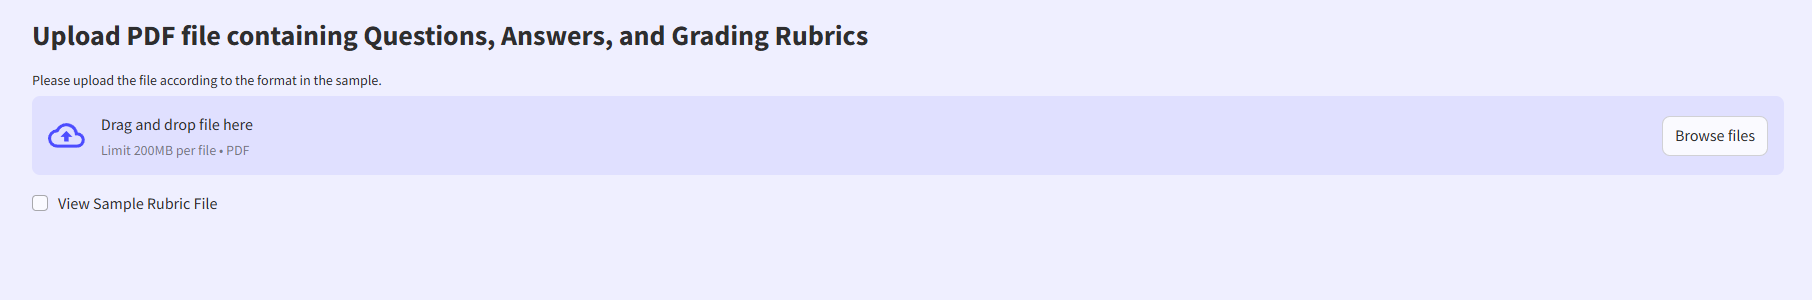 Upload PDF file containing Questions, Answers, and Grading Rubrics
Please upload the file according to the format in the sample.
Drag and drop file here
Limit 200MB per file • PDF
Browse files
View Sample Rubric File